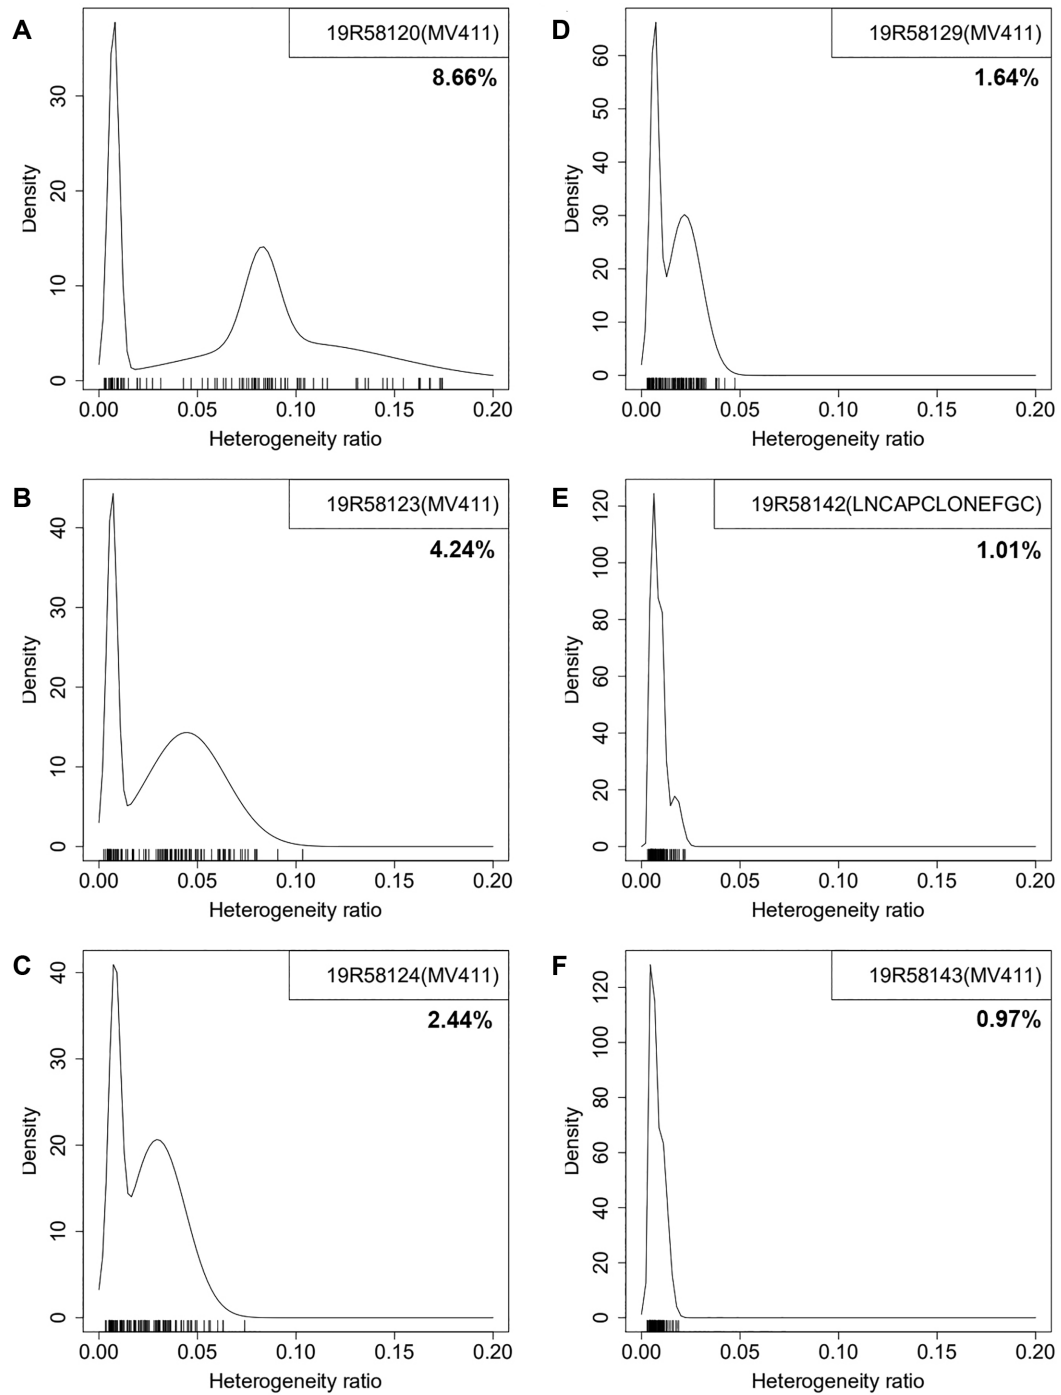 A
19R58120(MV411)
8.66%
Density
0 10 20 30
0.00 0.05 0.10 0.15 0.20
Heterogeneity ratio
B
19R58123(MV411)
4.24%
Density
0 10 20 30 40
0.00 0.05 0.10 0.15 0.20
Heterogeneity ratio
C
19R58124(MV411)
2.44%
Density
0 10 20 30 40
0.00 0.05 0.10 0.15 0.20
Heterogeneity ratio
D
19R58129(MV411)
1.64%
Density
0 10 20 30 40 50 60
0.00 0.05 0.10 0.15 0.20
Heterogeneity ratio
E
19R58142(LNCAPCLONEFGC)
1.01%
Density
0 20 40 60 80 100 120
0.00 0.05 0.10 0.15 0.20
Heterogeneity ratio
F
19R58143(MV411)
0.97%
Density
0 20 40 60 80 100 120
0.00 0.05 0.10 0.15 0.20
Heterogeneity ratio